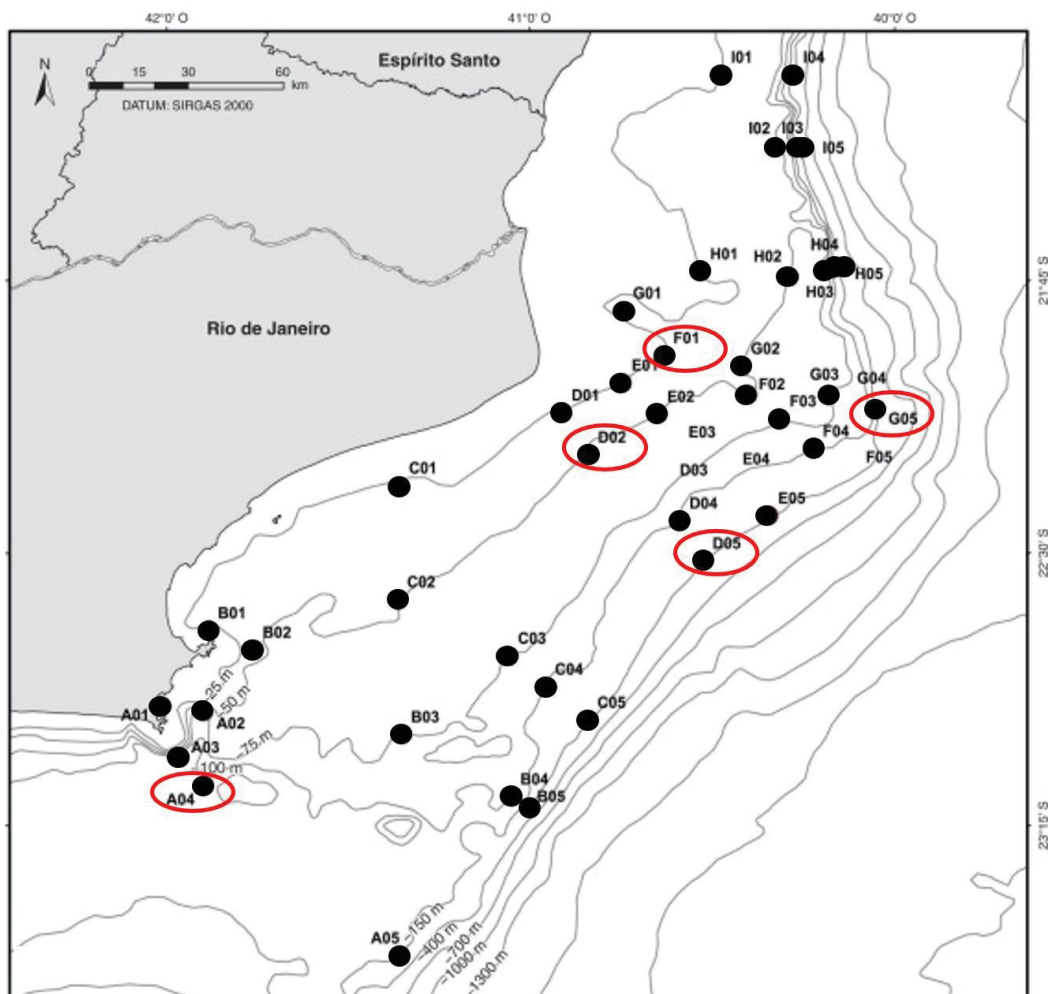 42°0' O 41°0' O 40°0' O
Espírito Santo
N
0 15 30 60
km
DATUM: SIRGAS 2000
I01
I04
I02
I03
I05
H01
H02
H04
H05
H03
21°45' S
G01
Rio de Janeiro
F01
G02
E01
D01
E02
F02
G03
G04
G05
F03
D02
E03
F04
F05
C01
D03
E04
D04
E05
D05
22°30' S
C02
B01
B02
C03
C04
-25 m
-50 m
A01
A02
C05
B03
-75 m
A03
-100 m
A04
B04
B05
23°15' S
A05
-150 m
-400 m
-700 m
-1000 m
-1300 m